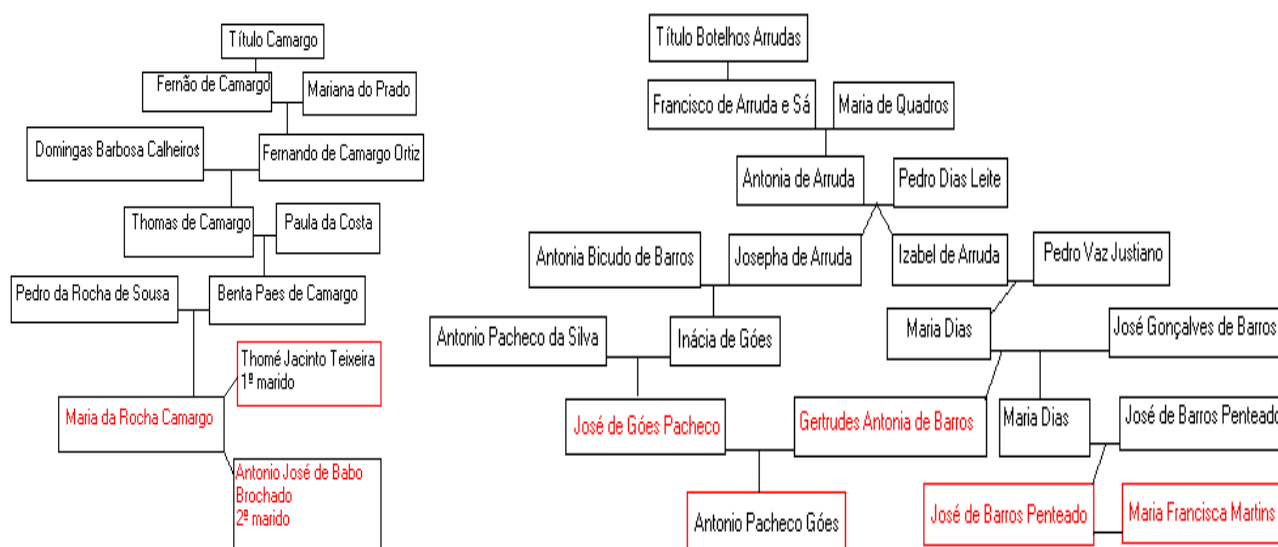 Título Camargo
Fernão de Camargo
Mariana do Prado
Domingas Barbosa Calheiros
Fernando de Camargo Ortiz
Thomas de Camargo
Paula da Costa
Pedro da Rocha de Sousa
Benta Paes de Camargo
Thomé Jacinto Teixeira
1º marido
Maria da Rocha Camargo
Antonio José de Babo
Brochado
2º marido
Título Botelhos Arrudas
Francisco de Arruda e Sá
Maria de Quadros
Antonia de Arruda
Pedro Dias Leite
Antonia Bicudo de Barros
Josepha de Arruda
Izabel de Arruda
Pedro Vaz Justiano
Antonio Pacheco da Silva
Inácia de Góes
Maria Dias
José Gonçalves de Barros
José de Góes Pacheco
Gertrudes Antonia de Barros
Maria Dias
José de Barros Penteado
Antonio Pacheco Góes
José de Barros Penteado
Maria Francisca Martins